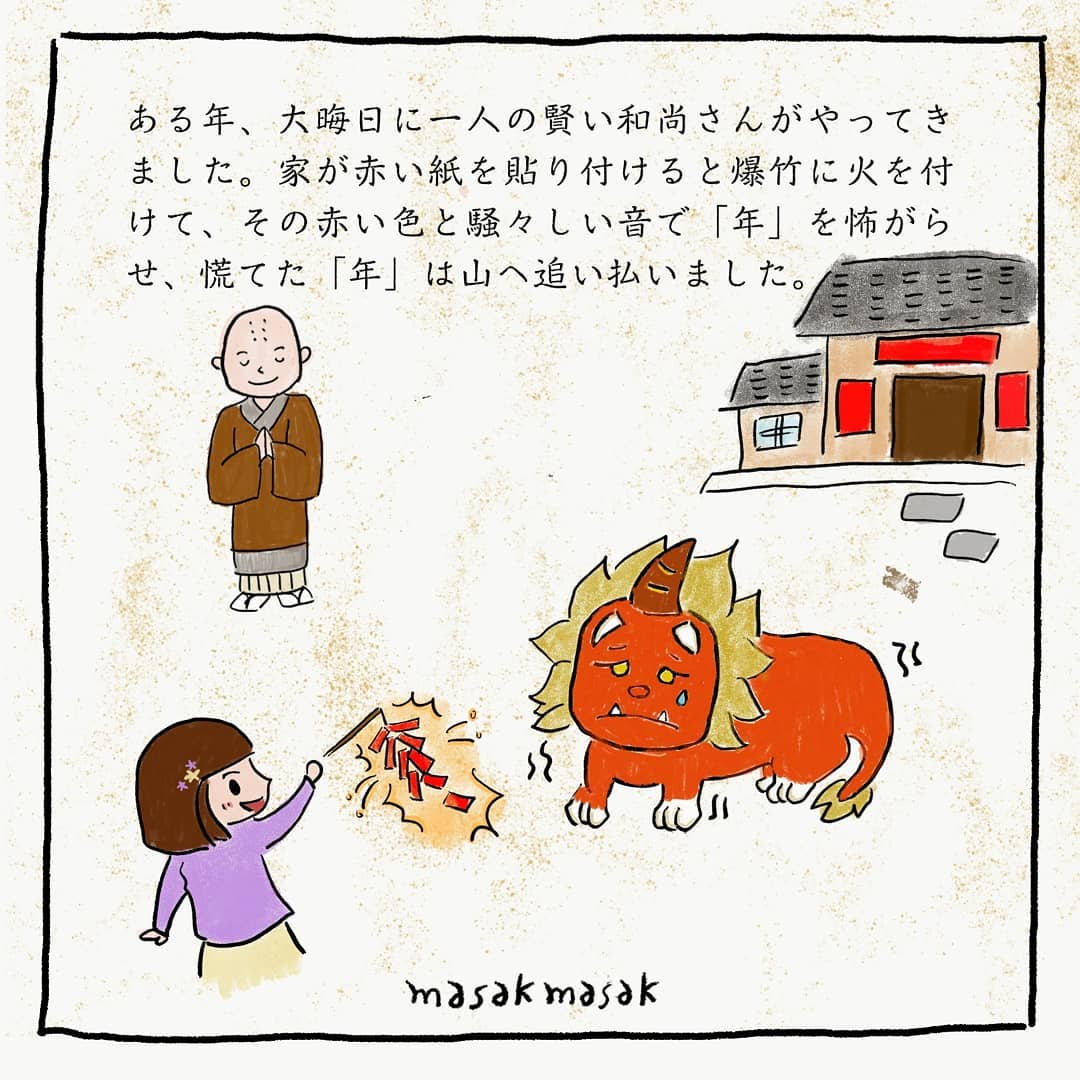 ある年、大晦日に一人の賢い和尚さんがやってき
ました。家が赤い紙を貼り付けると爆竹に火を付
けて、その赤い色と騒々しい音で「年」を怖がら
せ、慌てた「年」は山へ追い払いました。
masak masak